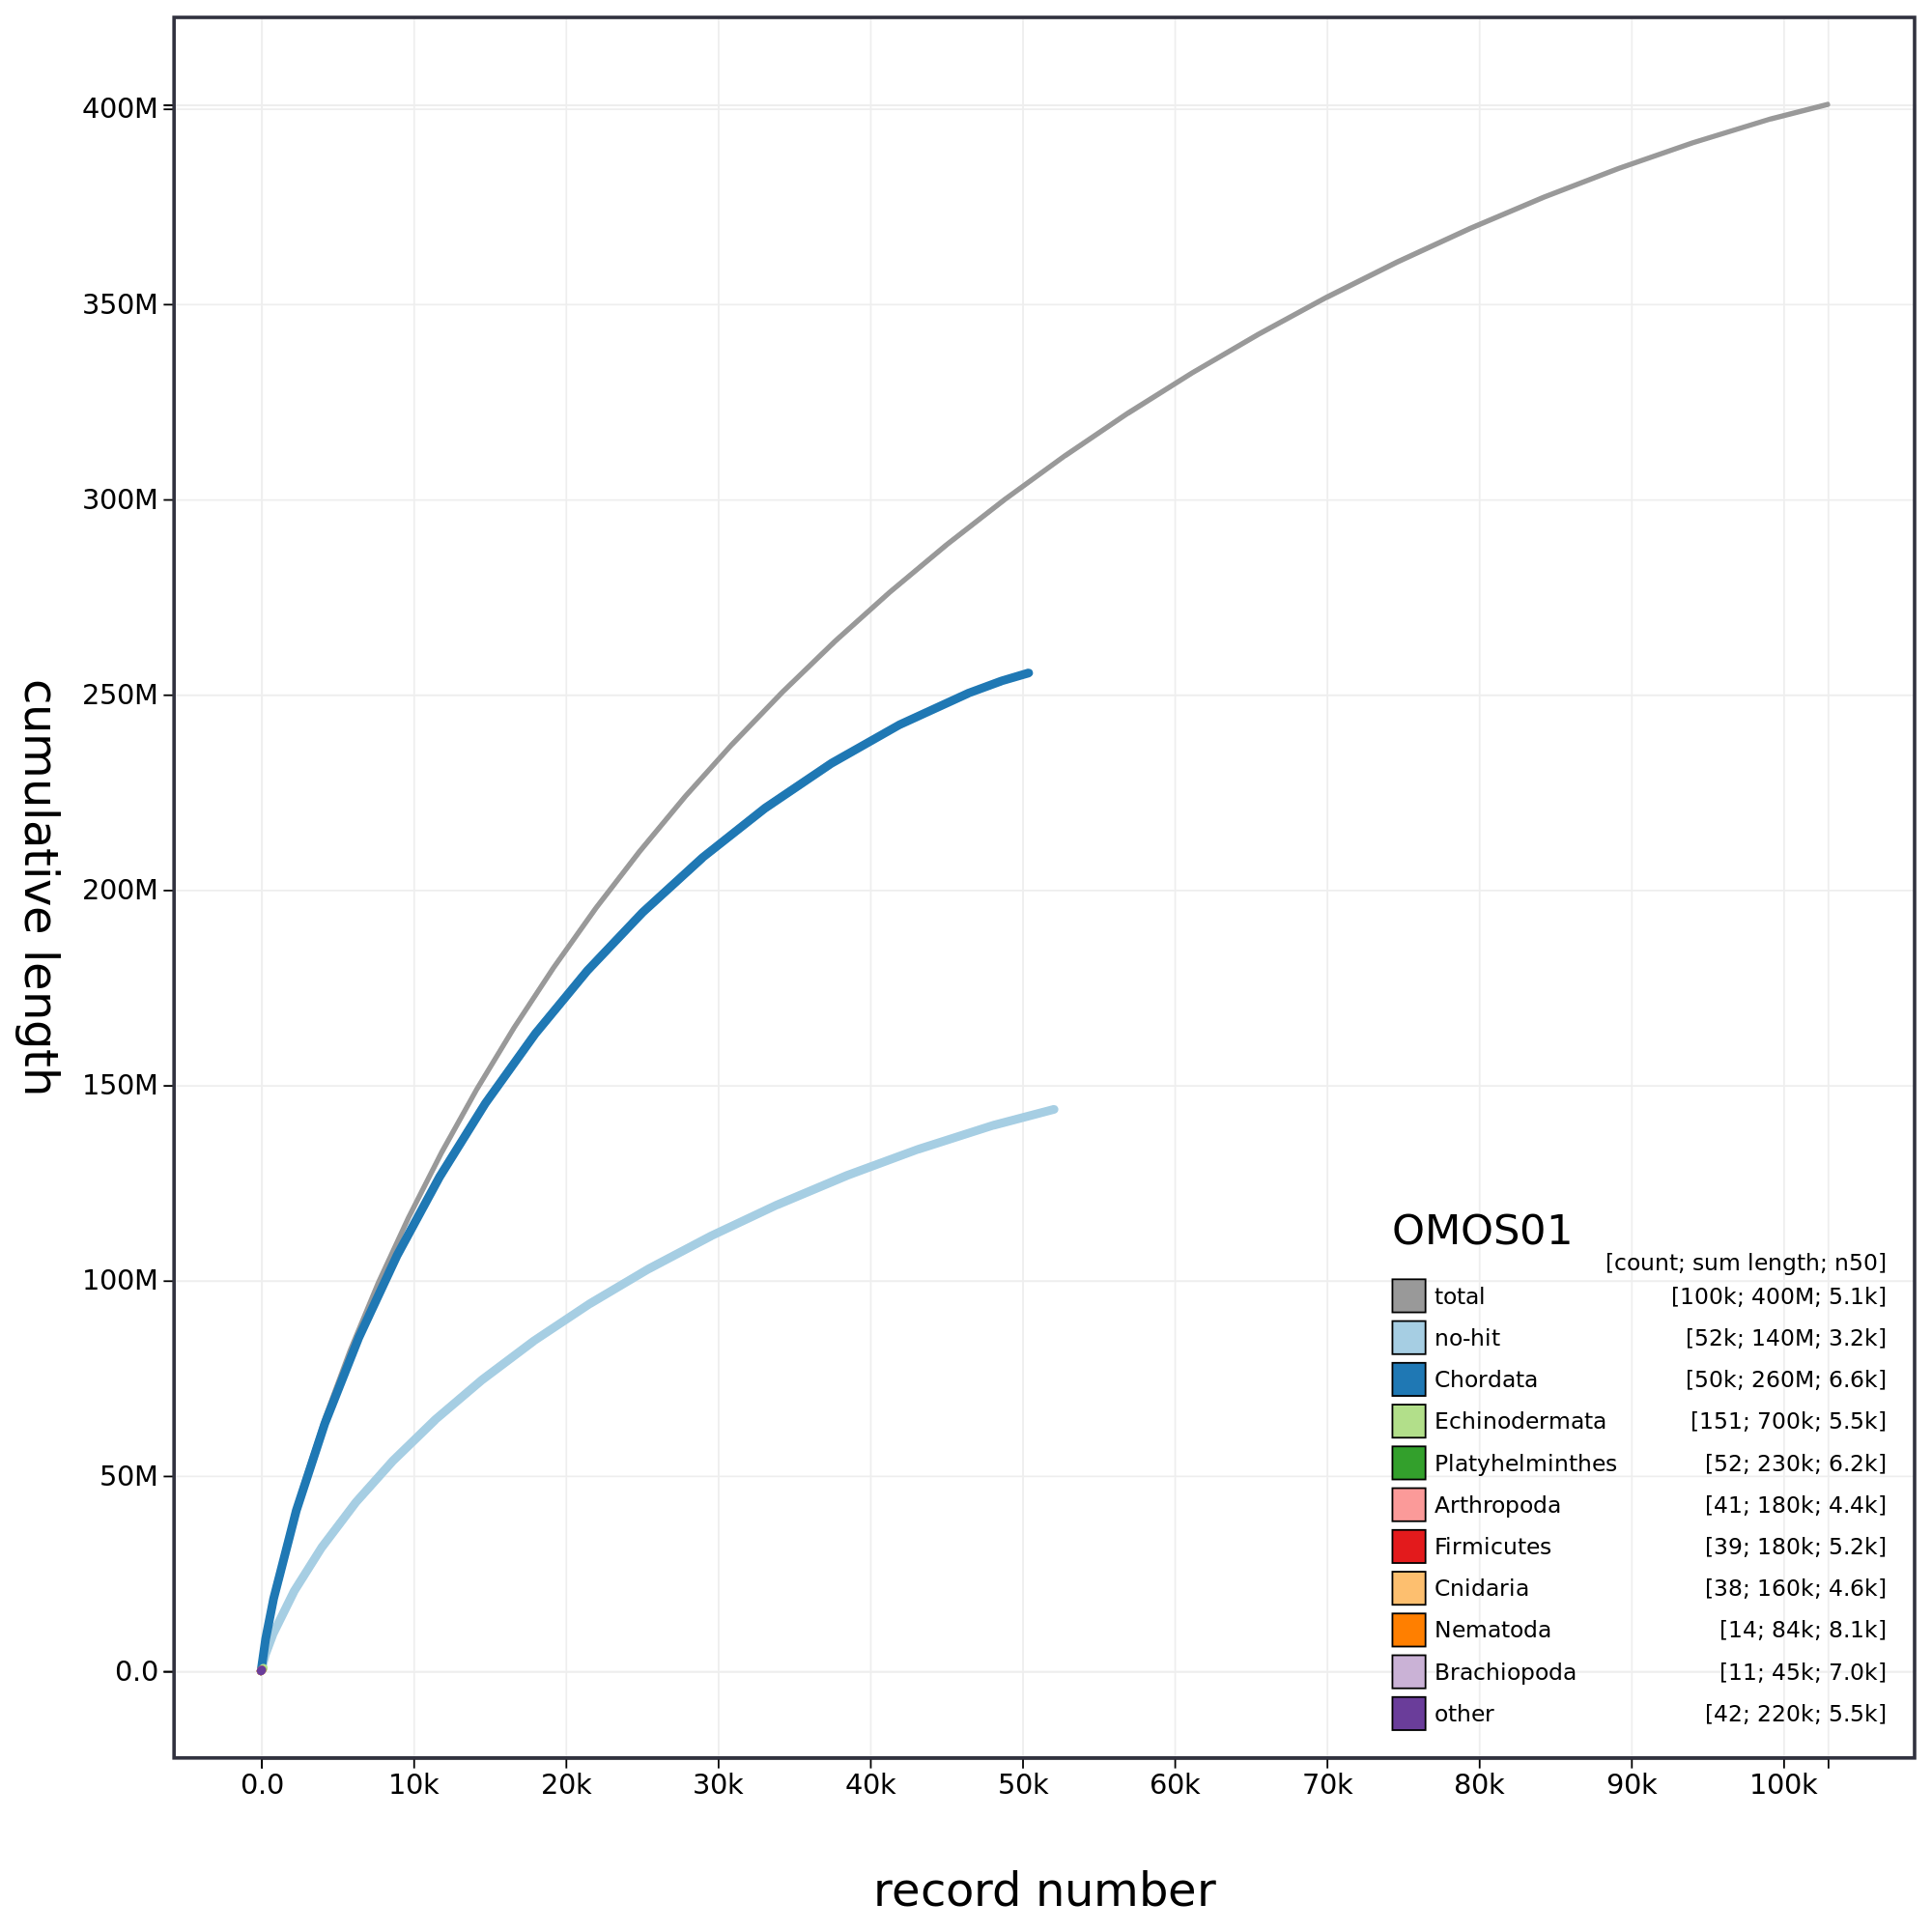 400M
350M
300M
250M
200M
150M
100M
50M
0.0
cumulative length
OMOS01
[count; sum length; n50]
total [100k; 400M; 5.1k]
no-hit [52k; 140M; 3.2k]
Chordata [50k; 260M; 6.6k]
Echinodermata [151; 700k; 5.5k]
Platyhelminthes [52; 230k; 6.2k]
Arthropoda [41; 180k; 4.4k]
Firmicutes [39; 180k; 5.2k]
Cnidaria [38; 160k; 4.6k]
Nematoda [14; 84k; 8.1k]
Brachiopoda [11; 45k; 7.0k]
other [42; 220k; 5.5k]
0.0 10k 20k 30k 40k 50k 60k 70k 80k 90k 100k
record number